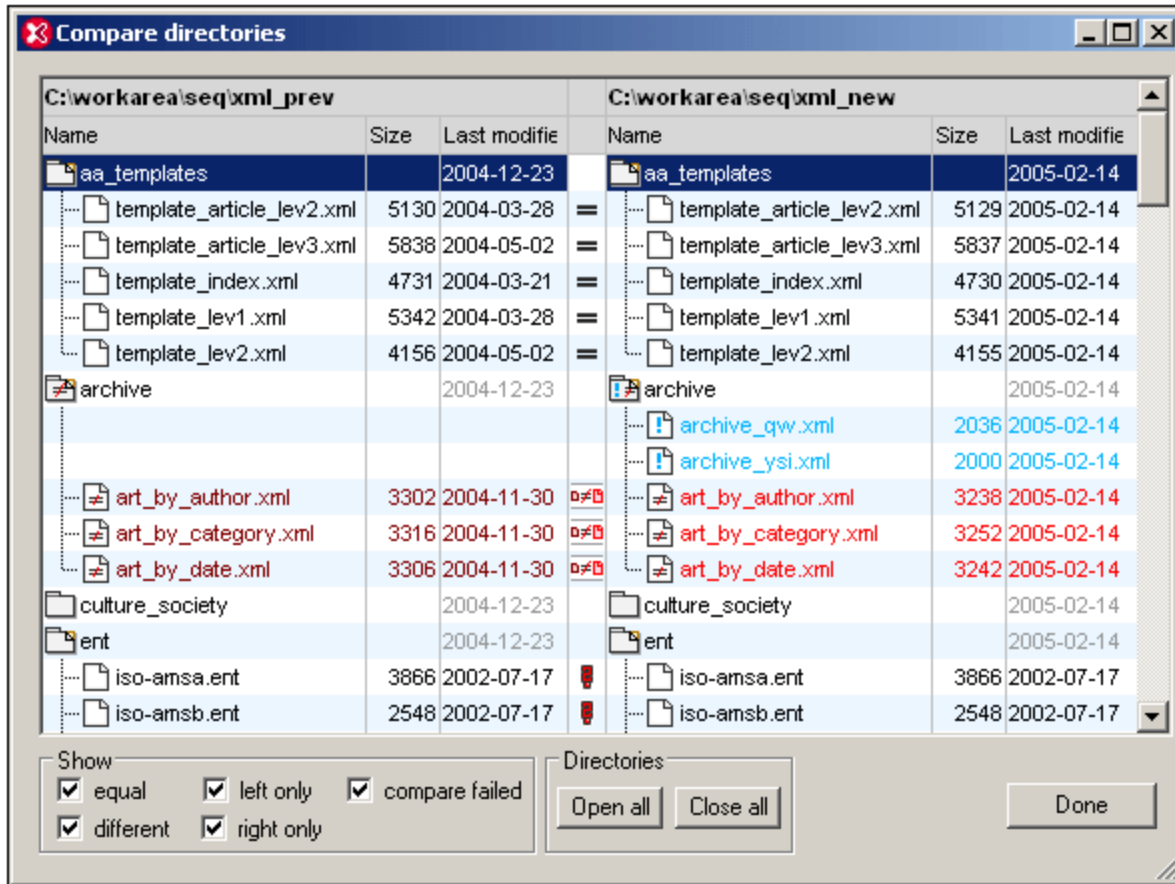 Compare directories
C:\workarea\seq\xml_prev C:\workarea\seq\xml_new
Name Size Last modifie Name Size Last modifie
aa_templates 2004-12-23 aa_templates 2005-02-14
template_article_lev2.xml 5130 2004-03-28 = template_article_lev2.xml 5129 2005-02-14
template_article_lev3.xml 5838 2004-05-02 = template_article_lev3.xml 5837 2005-02-14
template_index.xml 4731 2004-03-21 = template_index.xml 4730 2005-02-14
template_lev1.xml 5342 2004-03-28 = template_lev1.xml 5341 2005-02-14
template_lev2.xml 4156 2004-05-02 = template_lev2.xml 4155 2005-02-14
archive 2004-12-23 archive 2005-02-14
archive_qw.xml 2036 2005-02-14
archive_ysi.xml 2000 2005-02-14
art_by_author.xml 3302 2004-11-30 ≠ art_by_author.xml 3238 2005-02-14
art_by_category.xml 3316 2004-11-30 ≠ art_by_category.xml 3252 2005-02-14
art_by_date.xml 3306 2004-11-30 ≠ art_by_date.xml 3242 2005-02-14
culture_society 2004-12-23 culture_society 2005-02-14
ent 2004-12-23 ent 2005-02-14
iso-amsa.ent 3866 2002-07-17 iso-amsa.ent 3866 2002-07-17
iso-amsb.ent 2548 2002-07-17 iso-amsb.ent 2548 2002-07-17
Show Directories
equal left only compare failed Open all Close all Done
different right only